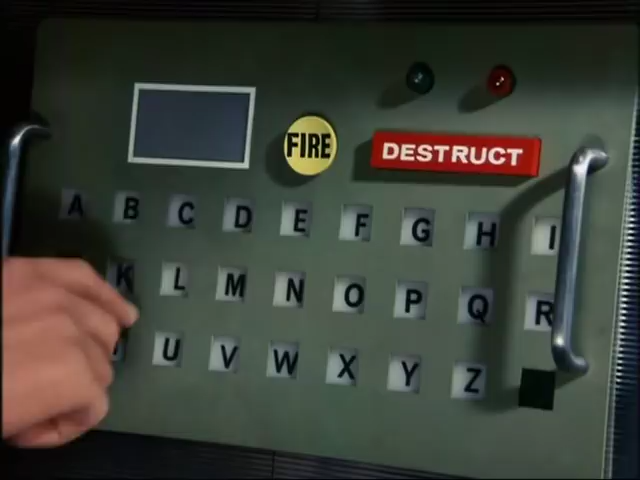 FIRE
DESTRUCT
A B C D E F G H I
K L M N O P Q R
U V W X Y Z